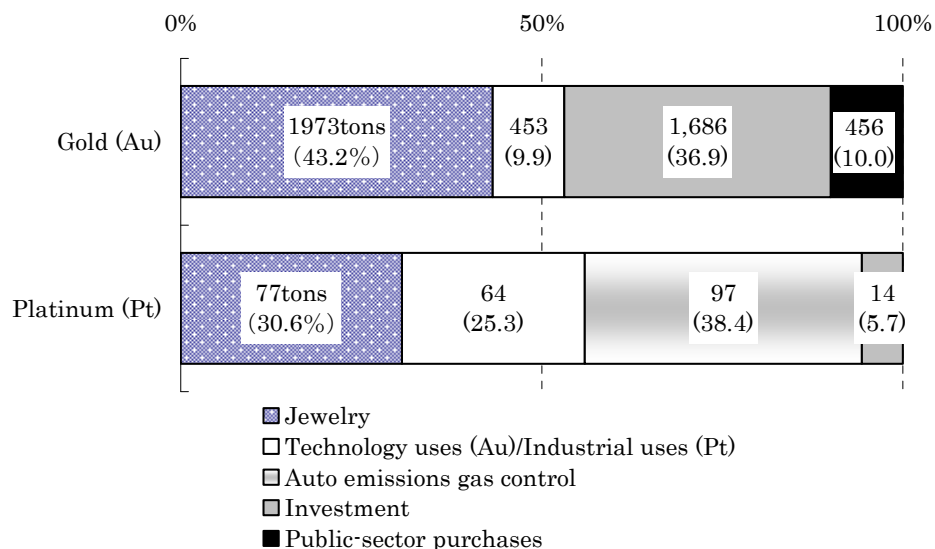 0% 50% 100%
Gold (Au)
1973tons
(43.2%)
453
(9.9)
1,686
(36.9)
456
(10.0)
Platinum (Pt)
77tons
(30.6%)
64
(25.3)
97
(38.4)
14
(5.7)
Jewelry
Technology uses (Au)/Industrial uses (Pt)
Auto emissions gas control
Investment
Public-sector purchases